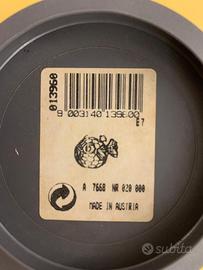 013960
9 003140 139600
E7
A 7668 NR 020 000
MADE IN AUSTRIA
subito